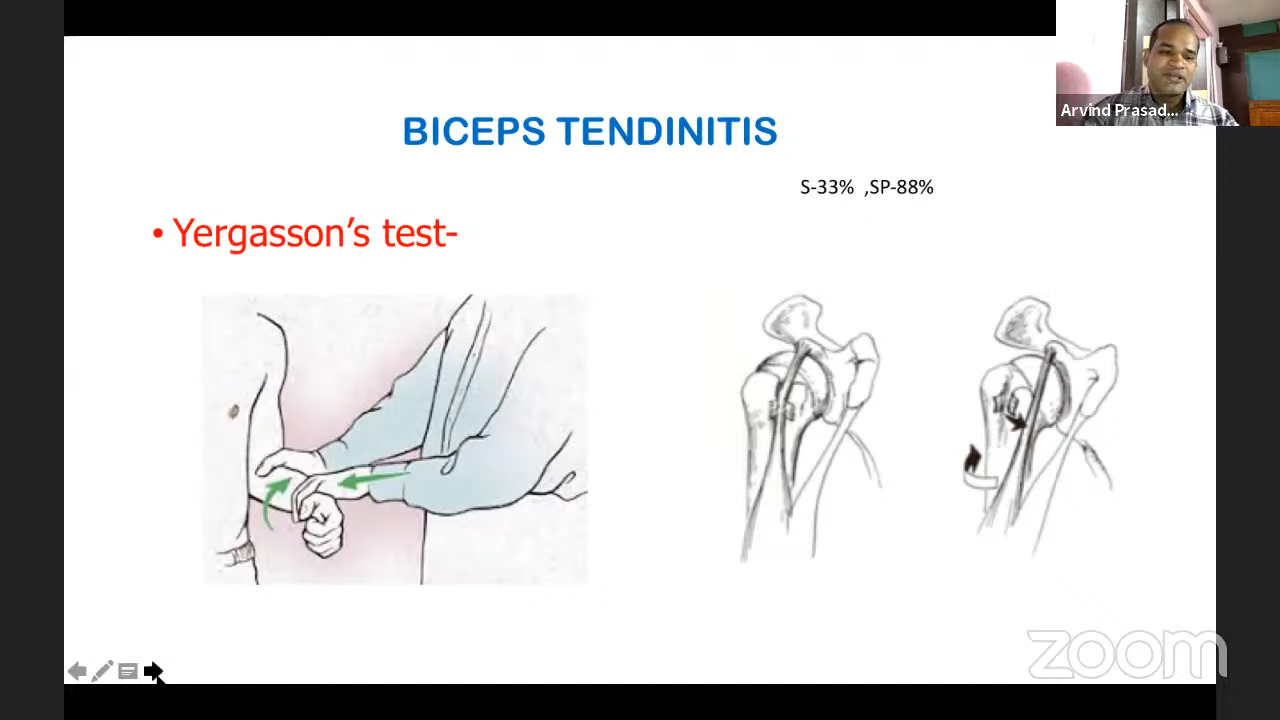 Arvind Prasad...
BICEPS TENDINITIS
S-33% ,SP-88%
• Yergasson’s test-
zoom